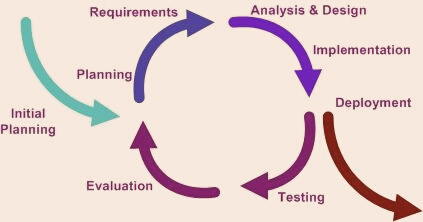 Requirements
Analysis & Design
Implementation
Planning
Initial
Planning
Deployment
Evaluation
Testing